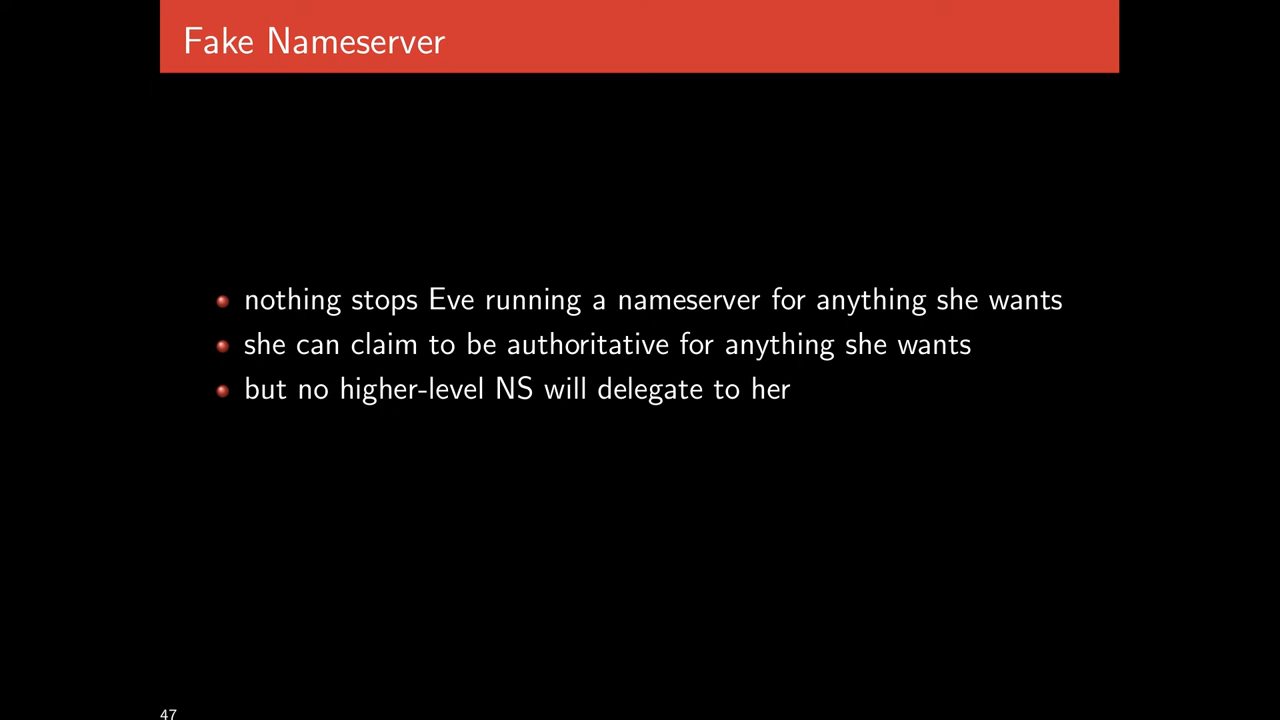 Fake Nameserver
nothing stops Eve running a nameserver for anything she wants
she can claim to be authoritative for anything she wants
but no higher-level NS will delegate to her
47